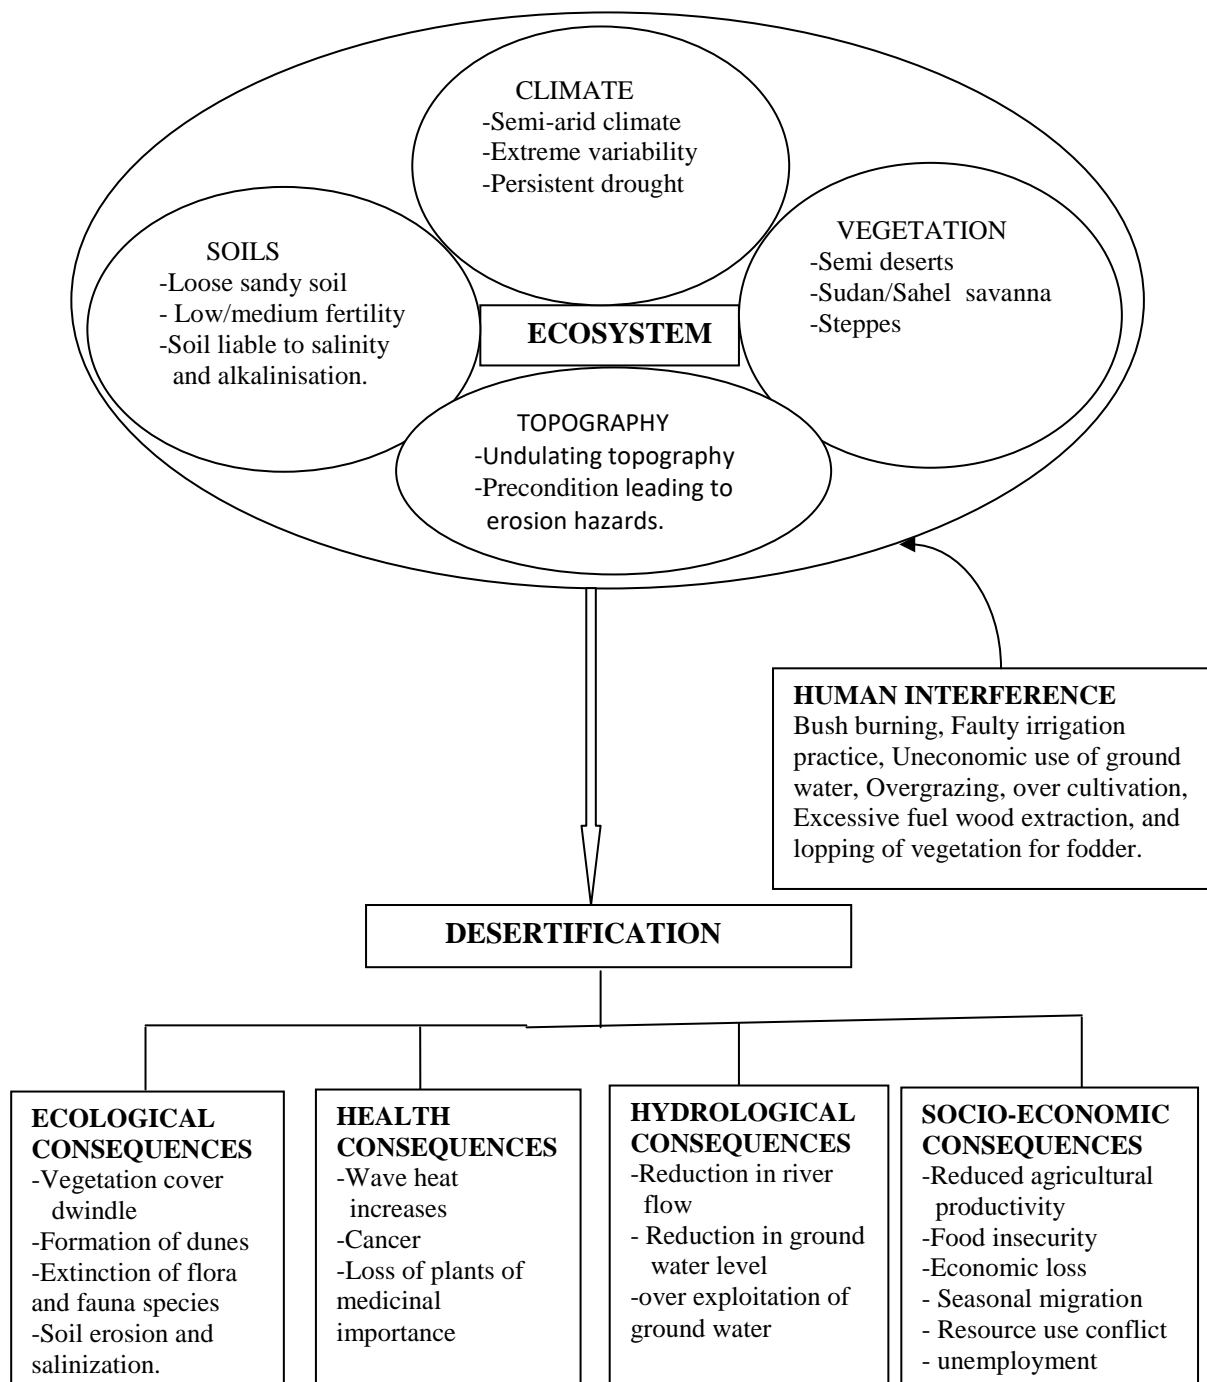 CLIMATE
-Semi-arid climate
-Extreme variability
-Persistent drought
SOILS
-Loose sandy soil
- Low/medium fertility
-Soil liable to salinity
and alkalinisation.
VEGETATION
-Semi deserts
-Sudan/Sahel savanna
-Steppes
ECOSYSTEM
TOPOGRAPHY
-Undulating topography
-Precondition leading to
erosion hazards.
HUMAN INTERFERENCE
Bush burning, Faulty irrigation
practice, Uneconomic use of ground
water, Overgrazing, over cultivation,
Excessive fuel wood extraction, and
lopping of vegetation for fodder.
DESERTIFICATION
ECOLOGICAL
CONSEQUENCES
-Vegetation cover
dwindle
-Formation of dunes
-Extinction of flora
and fauna species
-Soil erosion and
salinization.
HEALTH
CONSEQUENCES
-Wave heat
increases
-Cancer
-Loss of plants of
medicinal
importance
HYDROLOGICAL
CONSEQUENCES
-Reduction in river
flow
- Reduction in ground
water level
-over exploitation of
ground water
SOCIO-ECONOMIC
CONSEQUENCES
-Reduced agricultural
productivity
-Food insecurity
-Economic loss
- Seasonal migration
- Resource use conflict
- unemployment